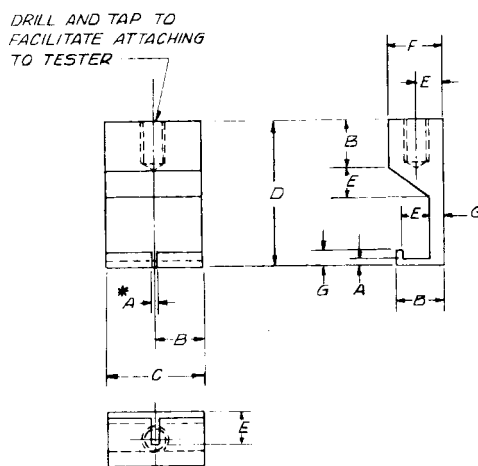 DRILL AND TAP TO
FACILITATE ATTACHING
TO TESTER
F
E
B
D
E
E
G
G
A
B
* A
B
C
E